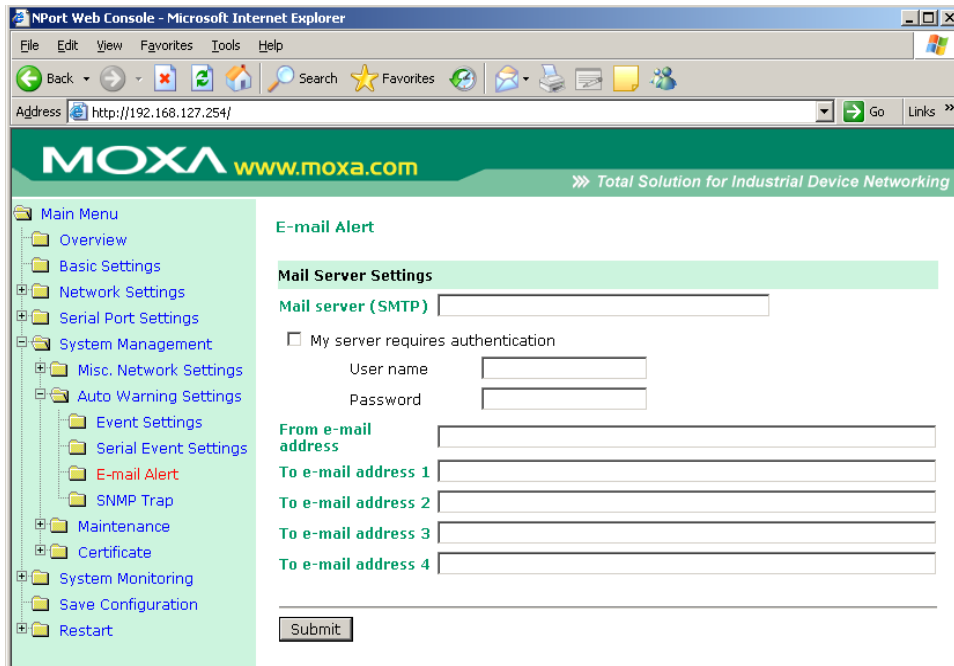 NPort Web Console - Microsoft Internet Explorer
File Edit View Favorites Tools Help
Back Search Favorites
Address http://192.168.127.254/ Go Links »
MOXA www.moxa.com
Total Solution for Industrial Device Networking
Main Menu
Overview
Basic Settings
Network Settings
Serial Port Settings
System Management
Misc. Network Settings
Auto Warning Settings
Event Settings
Serial Event Settings
E-mail Alert
SNMP Trap
Maintenance
Certificate
System Monitoring
Save Configuration
Restart
E-mail Alert
Mail Server Settings
Mail server (SMTP)
My server requires authentication
User name
Password
From e-mail
address
To e-mail address 1
To e-mail address 2
To e-mail address 3
To e-mail address 4
Submit